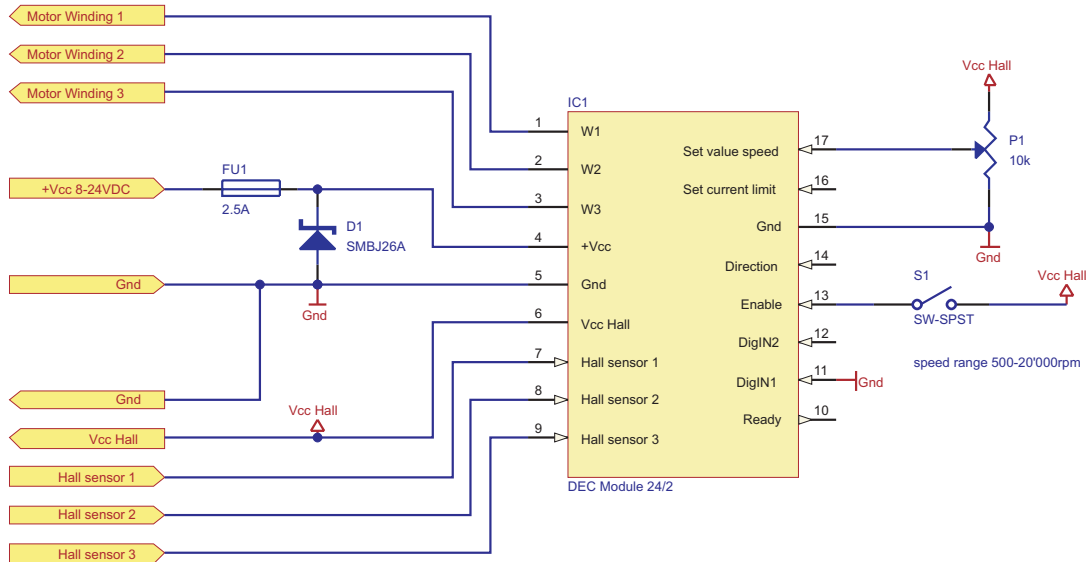 Motor Winding 1
Motor Winding 2
Motor Winding 3
+Vcc 8-24VDC
FU1
2.5A
D1
SMBJ26A
Gnd
Gnd
Gnd
Vcc Hall
Vcc Hall
Hall sensor 1
Hall sensor 2
Hall sensor 3
IC1
1
W1
2
W2
3
W3
4
+Vcc
5
Gnd
6
Vcc Hall
7
Hall sensor 1
8
Hall sensor 2
9
Hall sensor 3
Set value speed
17
Set current limit
16
Gnd
15
Direction
14
Enable
13
DigIN2
12
DigIN1
11
Ready
10
DEC Module 24/2
Vcc Hall
P1
10k
Gnd
S1
SW-SPST
Vcc Hall
speed range 500-20'000rpm
Gnd